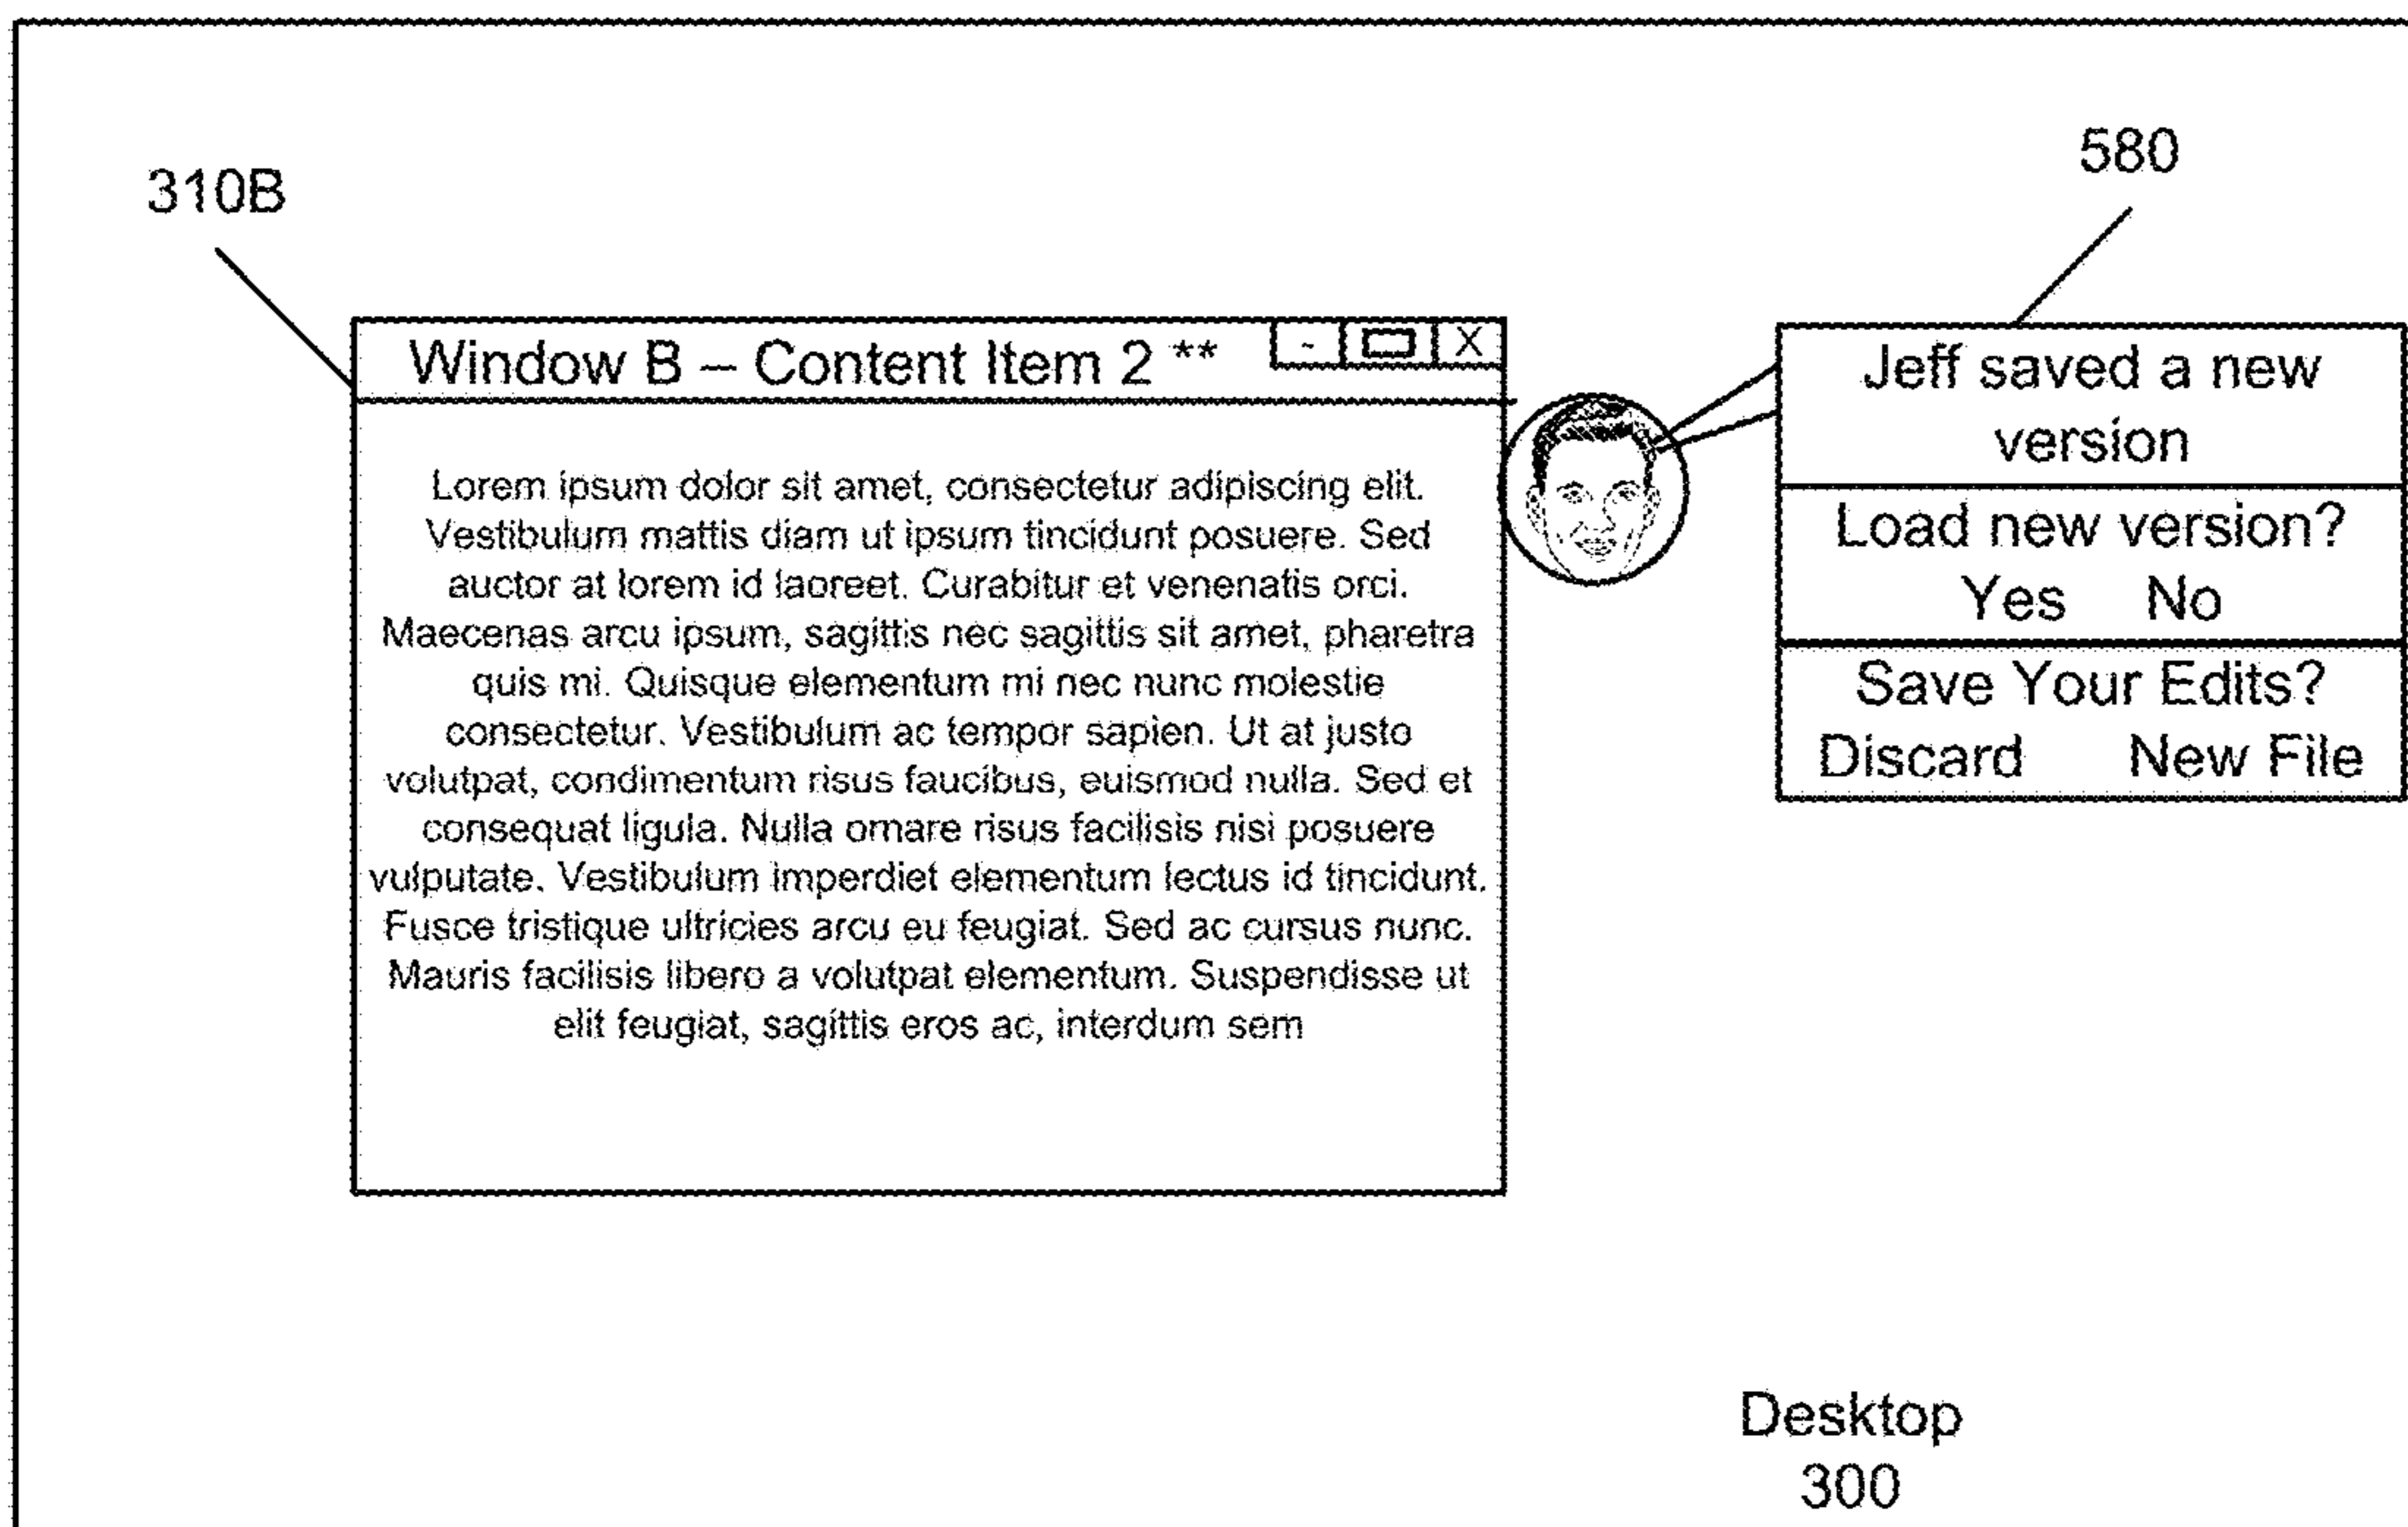 310B
580
Window B – Content Item 2 **
- X
Lorem ipsum dolor sit amet, consectetur adipiscing elit.
Vestibulum mattis diam ut ipsum tincidunt posuere. Sed
auctor at lorem id laoreet. Curabitur et venenatis orci.
Maecenas arcu ipsum, sagittis nec sagittis sit amet, pharetra
quis mi. Quisque elementum mi nec nunc molestie
consectetur. Vestibulum ac tempor sapien. Ut at justo
volutpat, condimentum risus faucibus, euismod nulla. Sed et
consequat ligula. Nulla ornare risus facilisis nisi posuere
vulputate. Vestibulum imperdiet elementum lectus id tincidunt.
Fusce tristique ultricies arcu eu feugiat. Sed ac cursus nunc.
Mauris facilisis libero a volutpat elementum. Suspendisse ut
elit feugiat, sagittis eros ac, interdum sem
Jeff saved a new
version
Load new version?
Yes No
Save Your Edits?
Discard New File
Desktop
300